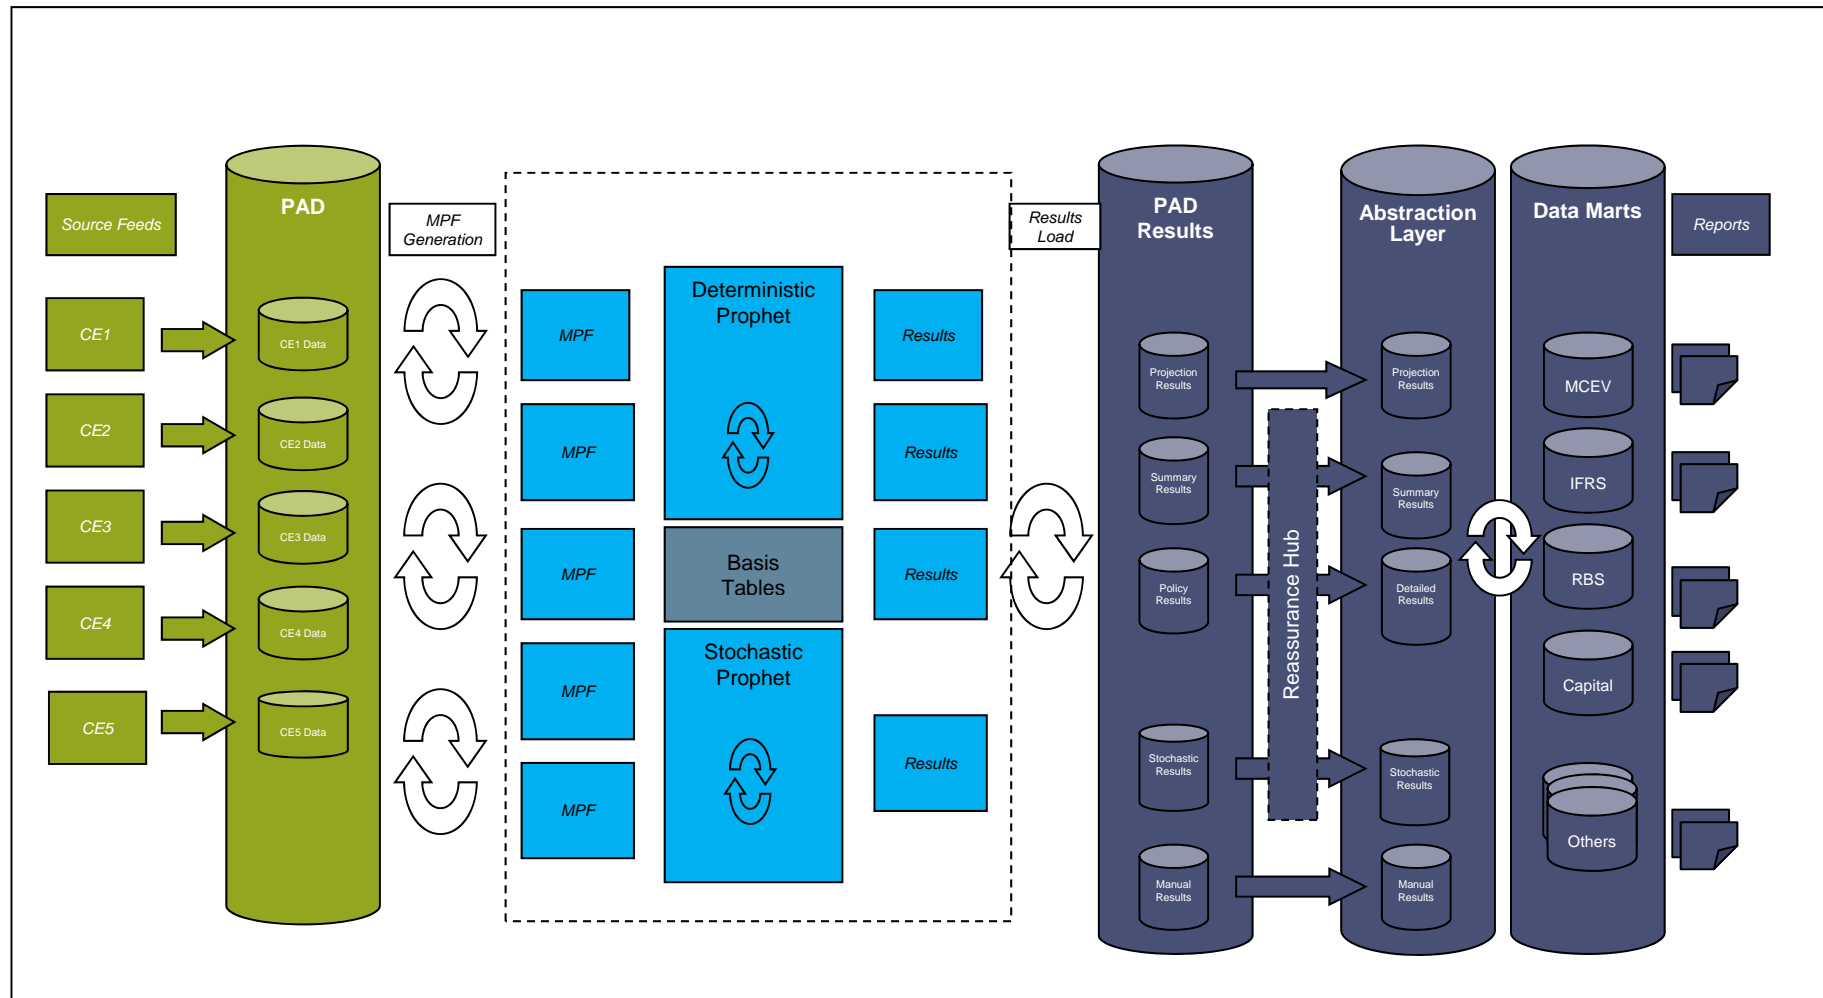 Source Feeds
CE1
CE2
CE3
CE4
CE5
PAD
CE1 Data
CE2 Data
CE3 Data
CE4 Data
CE5 Data
MPF
Generation
MPF
MPF
MPF
MPF
MPF
Deterministic
Prophet
Basis
Tables
Stochastic
Prophet
Results
Results
Results
Results
Results
Load
PAD
Results
Projection
Results
Summary
Results
Policy
Results
Stochastic
Results
Manual
Results
Reassurance Hub
Abstraction
Layer
Projection
Results
Summary
Results
Detailed
Results
Stochastic
Results
Manual
Results
Data Marts
MCEV
IFRS
RBS
Capital
Others
Reports